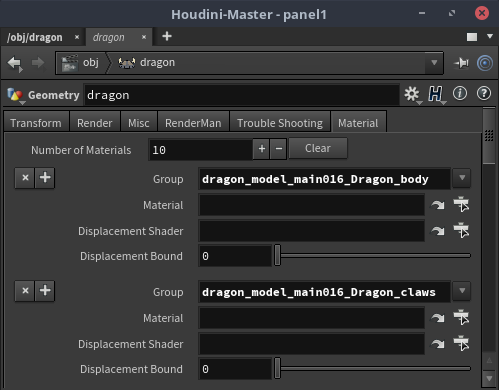 Houdini-Master - panel1
/obj/dragon × dragon × +
obj dragon
Geometry dragon
Transform Render Misc RenderMan Trouble Shooting Material
Number of Materials 10 + − Clear
× + Group dragon_model_main016_Dragon_body
Material
Displacement Shader
Displacement Bound 0
× + Group dragon_model_main016_Dragon_claws
Material
Displacement Shader
Displacement Bound 0